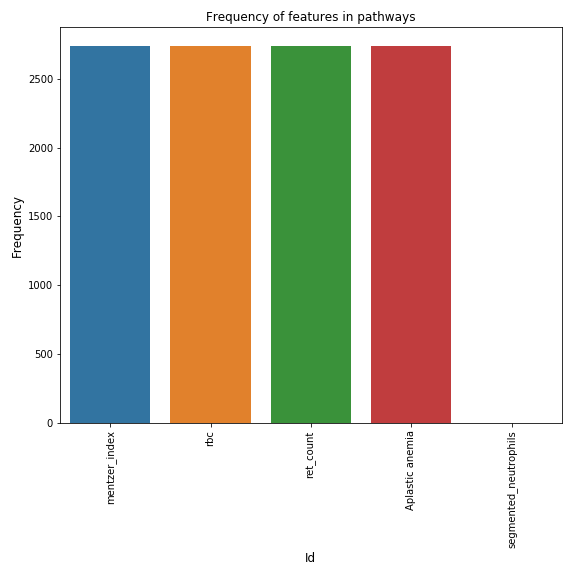 Frequency of features in pathways
Frequency
2500
2000
1500
1000
500
0
mentzer_index
rbc
ret_count
Aplastic anemia
segmented_neutrophils
Id